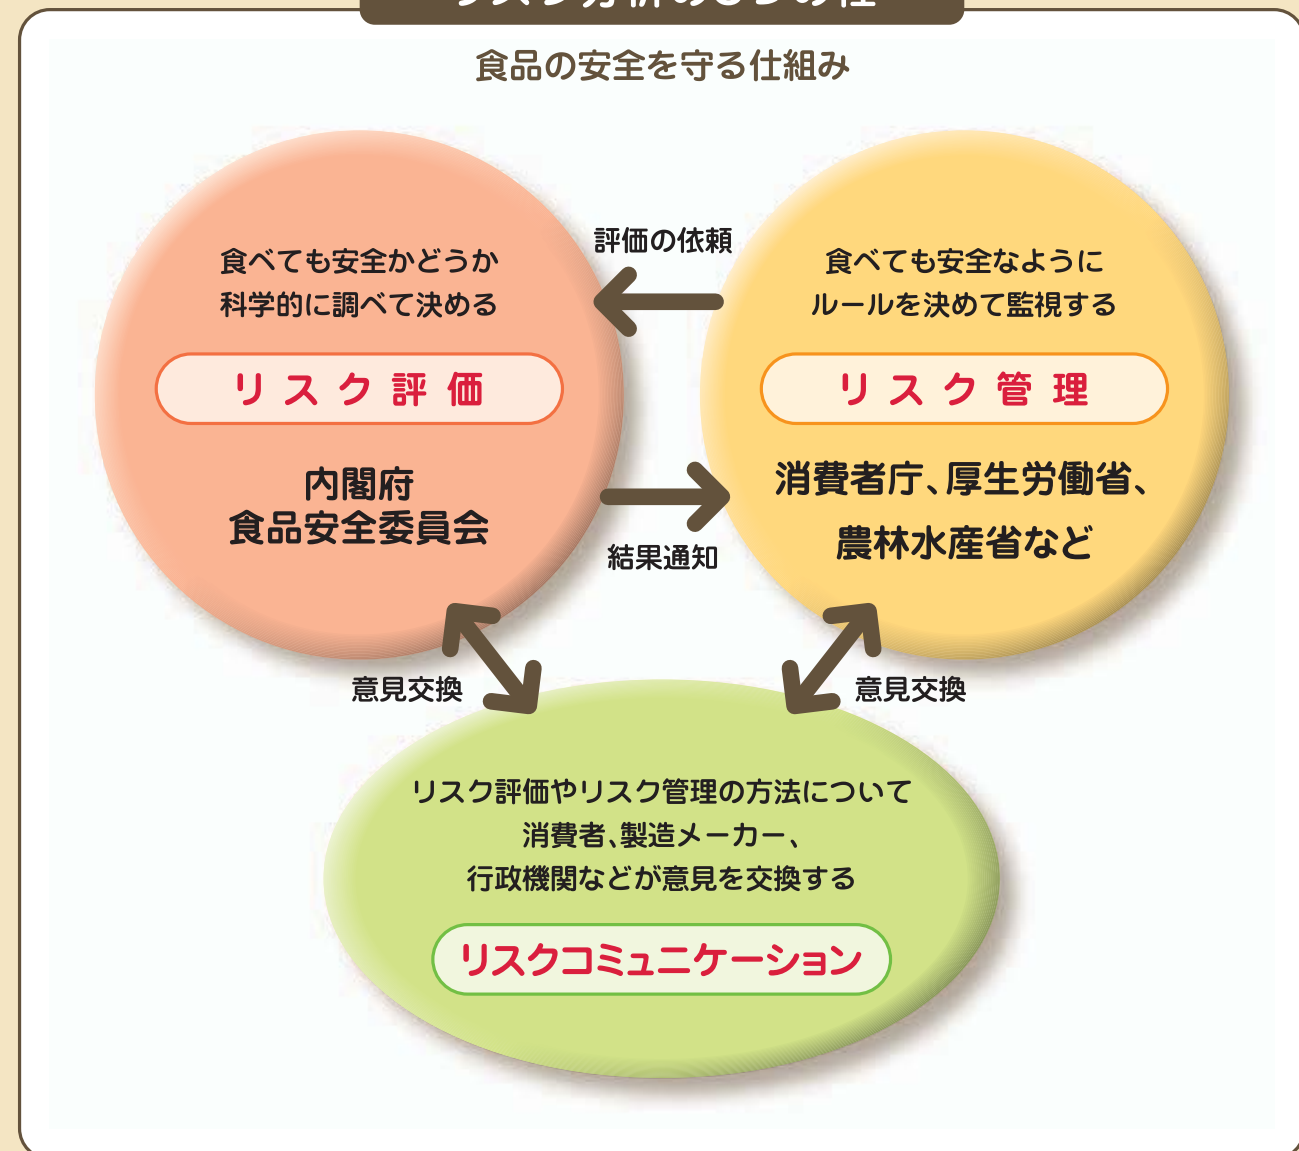 食品の安全を守る仕組み
食べても安全かどうか
科学的に調べて決める
リスク評価
内閣府
食品安全委員会
評価の依頼
結果通知
食べても安全なように
ルールを決めて監視する
リスク管理
消費者庁、厚生労働省、
農林水産省など
意見交換
意見交換
リスク評価やリスク管理の方法について
消費者、製造メーカー、
行政機関などが意見を交換する
リスクコミュニケーション